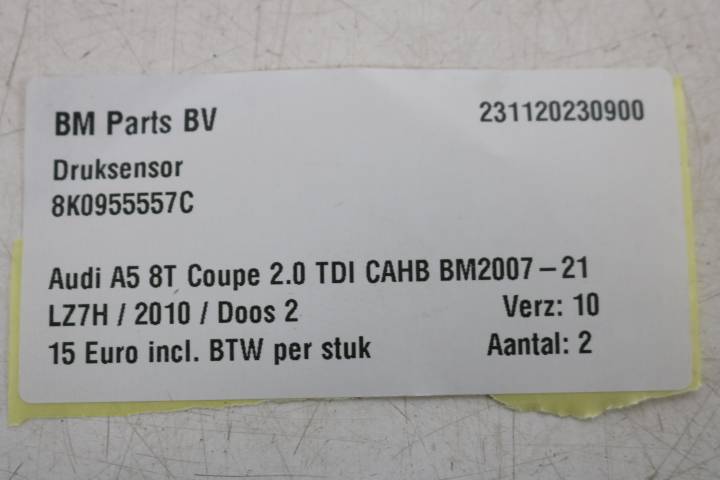 BM Parts BV 231120230900
Druksensor
8K0955557C
Audi A5 8T Coupe 2.0 TDI CAHB BM2007-21
LZ7H / 2010 / Doos 2 Verz: 10
15 Euro incl. BTW per stuk Aantal: 2